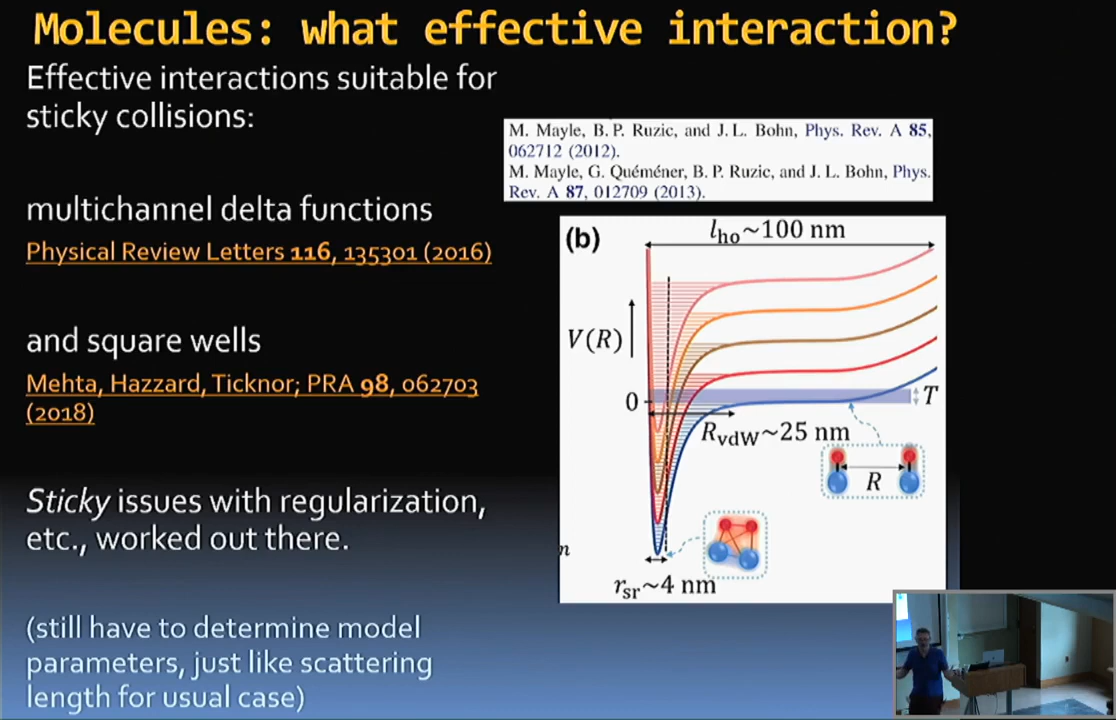 Molecules: what effective interaction?
Effective interactions suitable for
sticky collisions:
M. Mayle, B. P. Ruzic, and J. L. Bohn, Phys. Rev. A 85,
062712 (2012).
M. Mayle, G. Quéméner, B. P. Ruzic, and J. L. Bohn, Phys.
Rev. A 87, 012709 (2013).
multichannel delta functions
Physical Review Letters 116, 135301 (2016)
and square wells
Mehta, Hazzard, Ticknor; PRA 98, 062703
(2018)
Sticky issues with regularization,
etc., worked out there.
(still have to determine model
parameters, just like scattering
length for usual case)
(b)
lho~100 nm
V(R)
0
T
RvdW~25 nm
R
n
rsr~4 nm